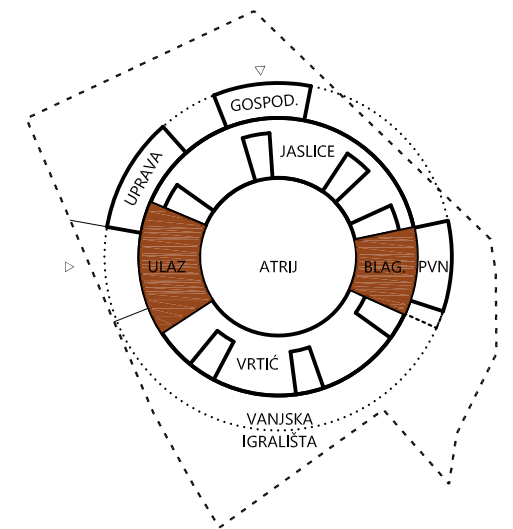 GOSPOD.
JASLICE
UPRAVA
ULAZ
ATRIJ
BLAG.
PVN
VRTIĆ
VANJSKA
IGRALIŠTA